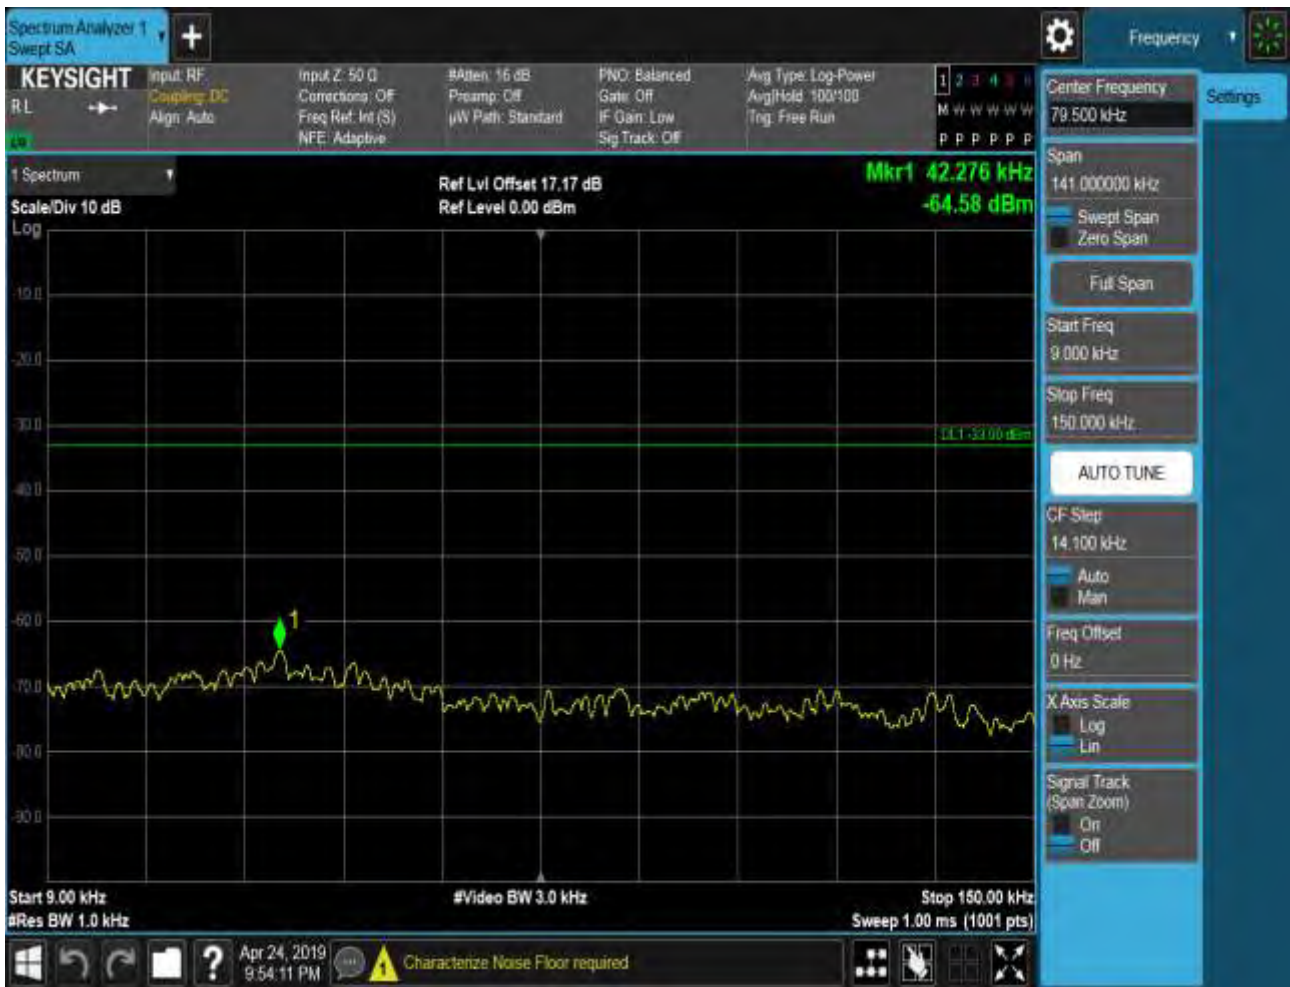 Spectrum Analyzer 1
Swept SA
Frequency
KEYSIGHT
R L
Input: RF
Coupling: DC
Align: Auto
Input Z: 50 Ω
Corrections: Off
Freq Ref: Int (S)
NFE: Adaptive
#Atten: 16 dB
Preamp: Off
µW Path: Standard
PNO: Balanced
Gate: Off
IF Gain: Low
Sig Track: Off
Avg Type: Log-Power
Avg|Hold: 100/100
Trig: Free Run
1 2 3 4 5 6
M W W W W W
P P P P P P
Center Frequency
79.500 kHz
Settings
Span
141.000000 kHz
Swept Span
Zero Span
Full Span
Start Freq
9.000 kHz
Stop Freq
150.000 kHz
AUTO TUNE
CF Step
14.100 kHz
Auto
Man
Freq Offset
0 Hz
X Axis Scale
Log
Lin
Signal Track
(Span Zoom)
On
Off
1 Spectrum
Scale/Div 10 dB
Log
Ref Lvl Offset 17.17 dB
Ref Level 0.00 dBm
Mkr1 42.276 kHz
-64.58 dBm
-10.0
-20.0
-30.0
DL1 -33.00 dBm
-40.0
-50.0
-60.0
1
-70.0
-80.0
-90.0
Start 9.00 kHz
#Video BW 3.0 kHz
Stop 150.00 kHz
#Res BW 1.0 kHz
Sweep 1.00 ms (1001 pts)
?
Apr 24, 2019
9:54:11 PM
1
Characterize Noise Floor required